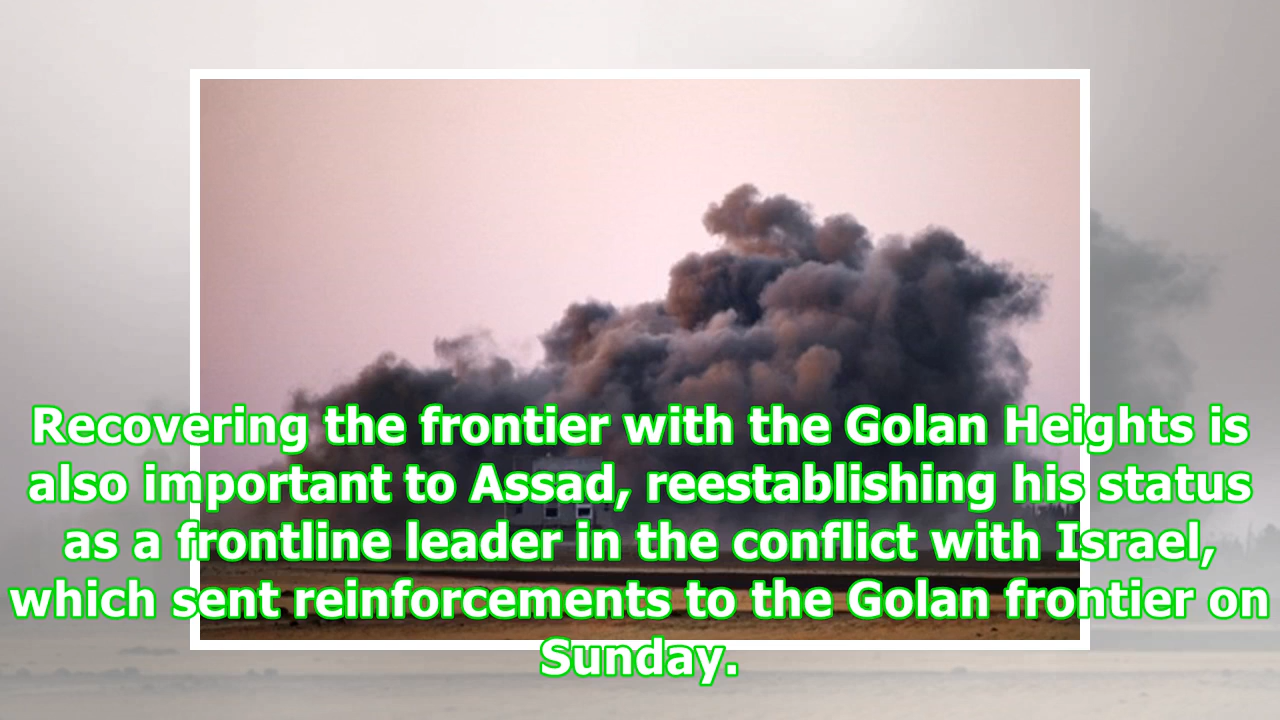 Recovering the frontier with the Golan Heights is
also important to Assad, reestablishing his status
as a frontline leader in the conflict with Israel,
which sent reinforcements to the Golan frontier on
Sunday.